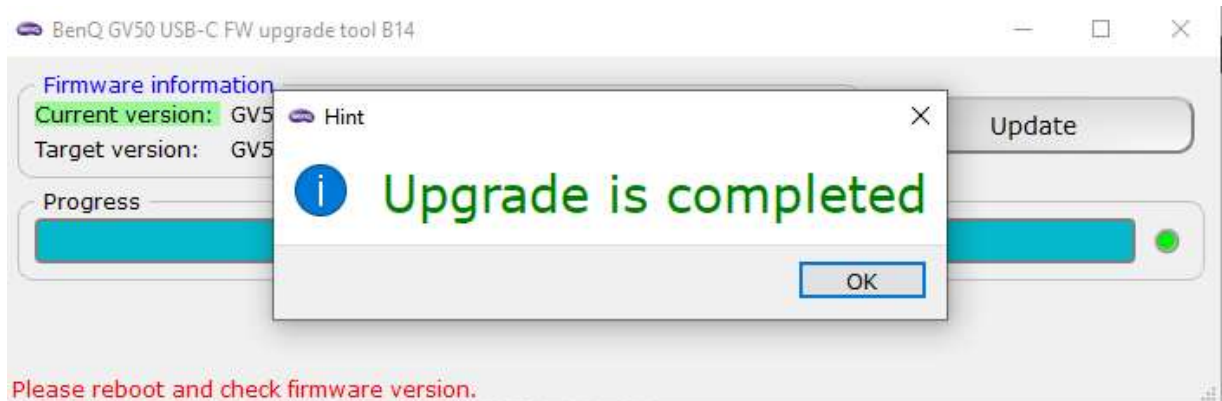 BenQ GV50 USB-C FW upgrade tool B14
Firmware information
Current version: GV5
Target version: GV5
Update
Hint
Upgrade is completed
OK
Progress
Please reboot and check firmware version.